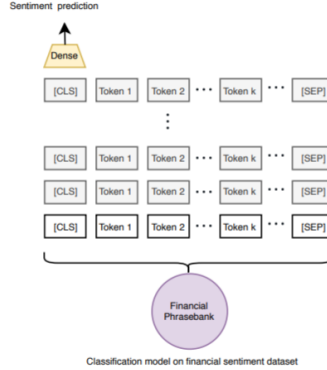 Sentiment prediction
Dense
[CLS] Token 1 Token 2 Token k [SEP]
[CLS] Token 1 Token 2 Token k [SEP]
[CLS] Token 1 Token 2 Token k [SEP]
[CLS] Token 1 Token 2 Token k [SEP]
Financial
Phrasebank
Classification model on financial sentiment dataset